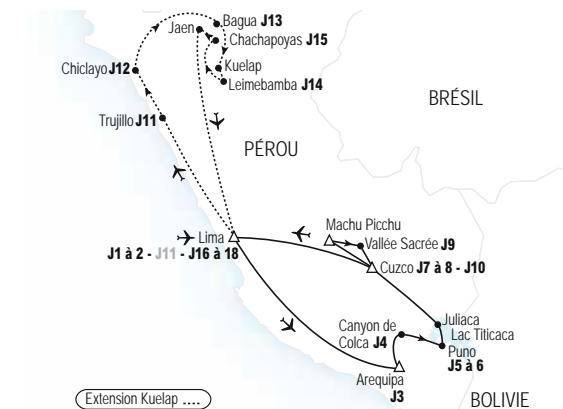 Jaen
Bagua J13
Chachapoyas J15
Kuelap
Leimebamba J14
Chiclayo J12
Trujillo J11
BRÉSIL
PÉROU
Machu Picchu
Vallée Sacrée J9
Lima
J1 à 2 - J11 - J16 à 18
Cuzco J7 à 8 - J10
Juliaca
Lac Titicaca
Canyon de
Colca J4
Puno
J5 à 6
Arequipa
J3
BOLIVIE
Extension Kuelap ....